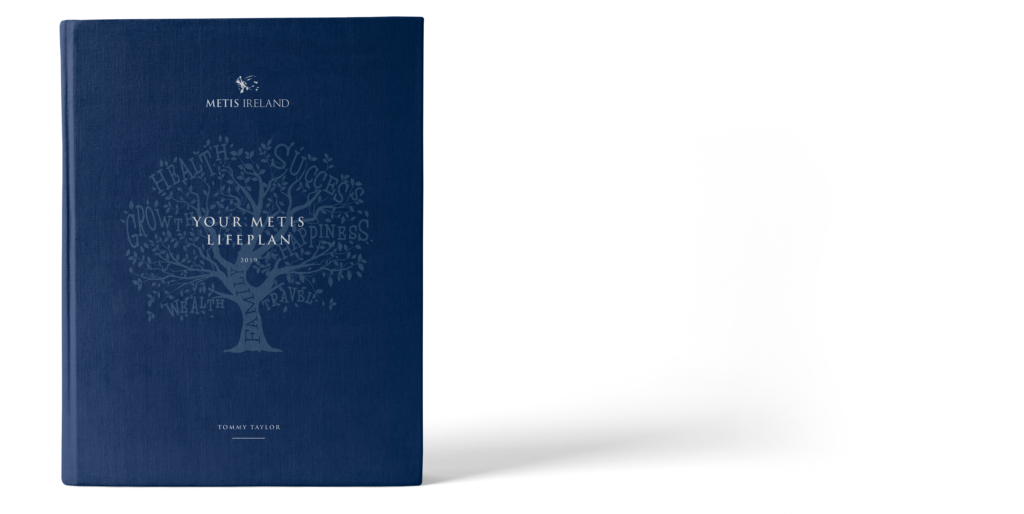 METIS IRELAND
HEALTH
SUCCESS
GROWTH
HAPPINESS
YOUR METIS
LIFEPLAN
2019
FAMILY
WEALTH
TRAVEL
TOMMY TAYLOR